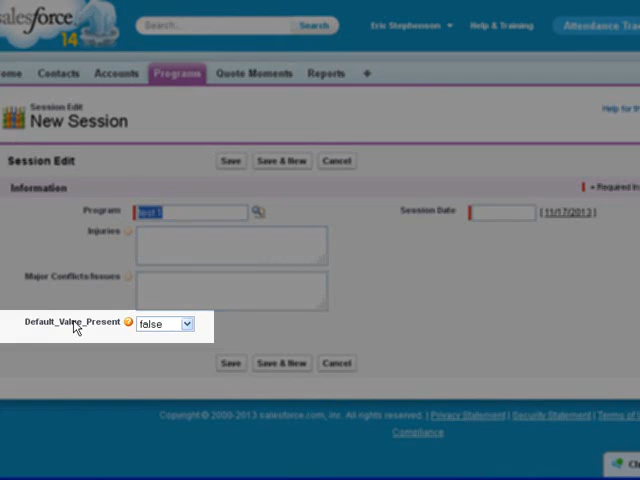 salesforce
14
Search...
Search
Eric Stephenson
Help & Training
Attendance Tra
ome
Contacts
Accounts
Programs
Quote Moments
Reports
+
Session Edit
New Session
Help for th
Session Edit
Save
Save & New
Cancel
Information
= Required In
Program
test 1
Session Date
[ 11/17/2013 ]
Injuries
Major Conflicts Issues
Default_Value_Present
?
false
Save
Save & New
Cancel
Copyright © 2000-2013 salesforce.com, inc. All rights reserved. | Privacy Statement | Security Statement | Terms of
Compliance
Ch